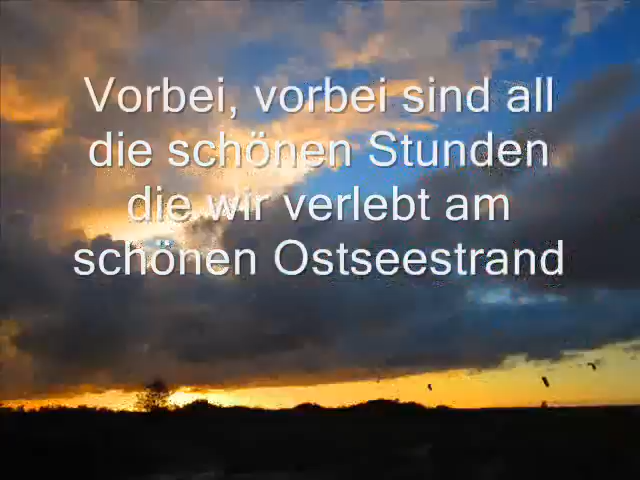 Vorbei, vorbei sind all
die schönen Stunden
die wir verlebt am
schönen Ostseestrand